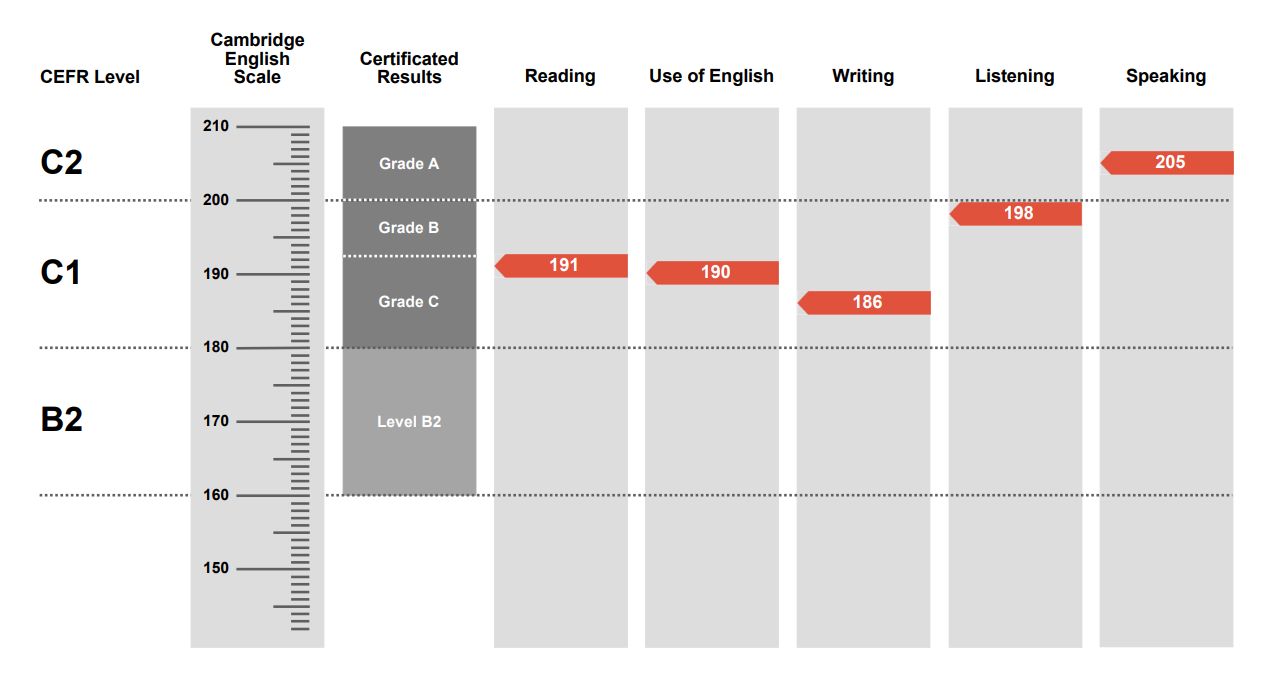 CEFR Level
Cambridge
English
Scale
Certificated
Results
Reading
Use of English
Writing
Listening
Speaking
210
C2
Grade A
205
200
198
Grade B
191
190
C1
190
186
Grade C
180
B2
170
Level B2
160
150